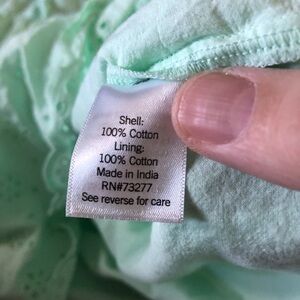 Shell:
100% Cotton
Lining:
100% Cotton
Made in India
RN#73277
See reverse for care